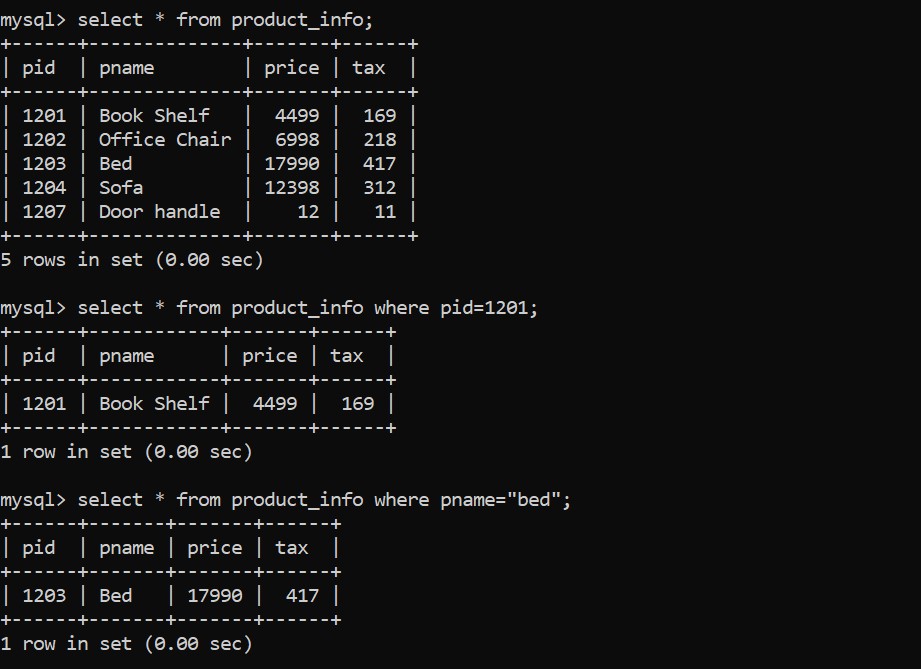 mysql> select * from product_info;
+------+--------------+-------+------+
| pid  | pname        | price | tax  |
+------+--------------+-------+------+
| 1201 | Book Shelf   |  4499 |  169 |
| 1202 | Office Chair |  6998 |  218 |
| 1203 | Bed          | 17990 |  417 |
| 1204 | Sofa         | 12398 |  312 |
| 1207 | Door handle  |    12 |   11 |
+------+--------------+-------+------+
5 rows in set (0.00 sec)

mysql> select * from product_info where pid=1201;
+------+------------+-------+------+
| pid  | pname      | price | tax  |
+------+------------+-------+------+
| 1201 | Book Shelf |  4499 |  169 |
+------+------------+-------+------+
1 row in set (0.00 sec)

mysql> select * from product_info where pname="bed";
+------+-------+-------+------+
| pid  | pname | price | tax  |
+------+-------+-------+------+
| 1203 | Bed   | 17990 |  417 |
+------+-------+-------+------+
1 row in set (0.00 sec)